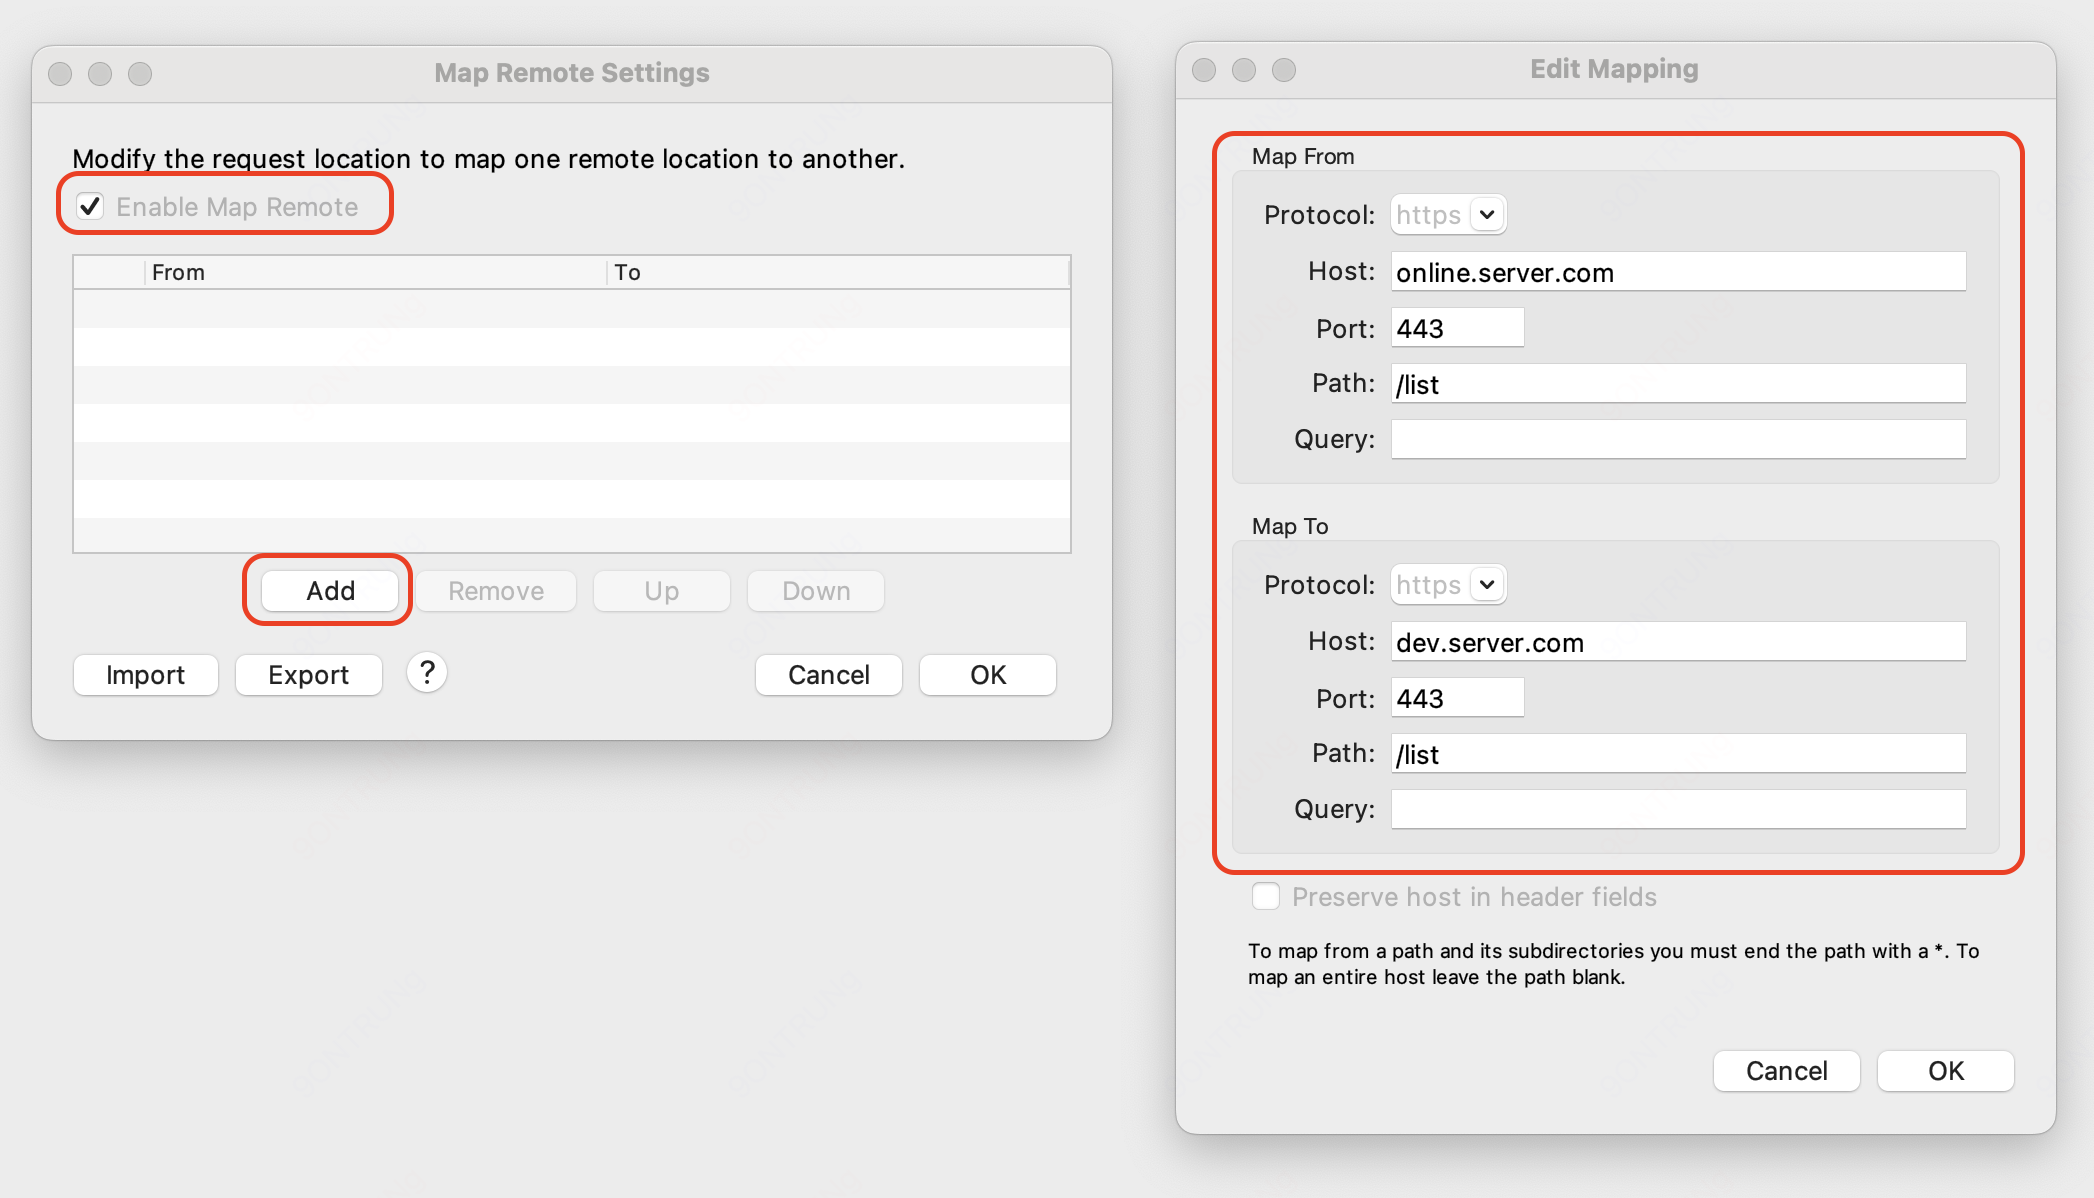 Map Remote Settings
Modify the request location to map one remote location to another.
Enable Map Remote
From To
Add Remove Up Down
Import Export ? Cancel OK
Edit Mapping
Map From
Protocol: https
Host: online.server.com
Port: 443
Path: /list
Query:
Map To
Protocol: https
Host: dev.server.com
Port: 443
Path: /list
Query:
Preserve host in header fields
To map from a path and its subdirectories you must end the path with a *. To
map an entire host leave the path blank.
Cancel OK